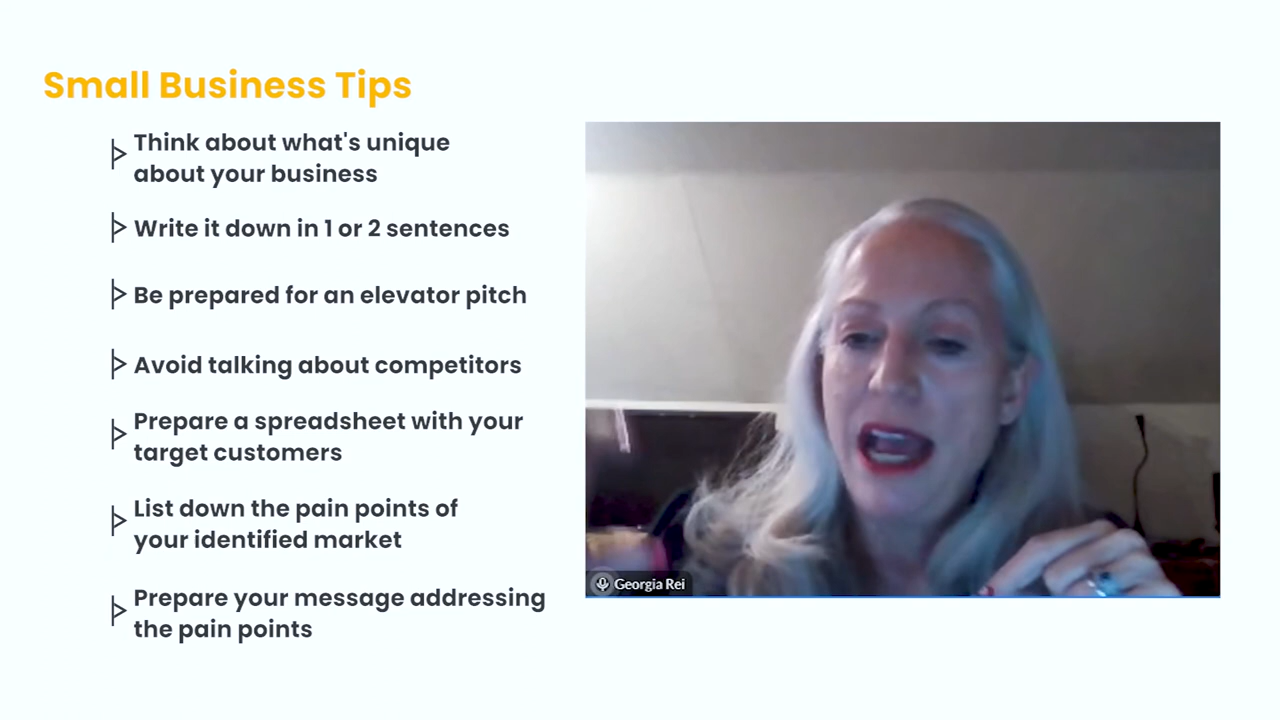 Small Business Tips
Think about what's unique
about your business
Write it down in 1 or 2 sentences
Be prepared for an elevator pitch
Avoid talking about competitors
Prepare a spreadsheet with your
target customers
List down the pain points of
your identified market
Prepare your message addressing
the pain points
Georgia Rei